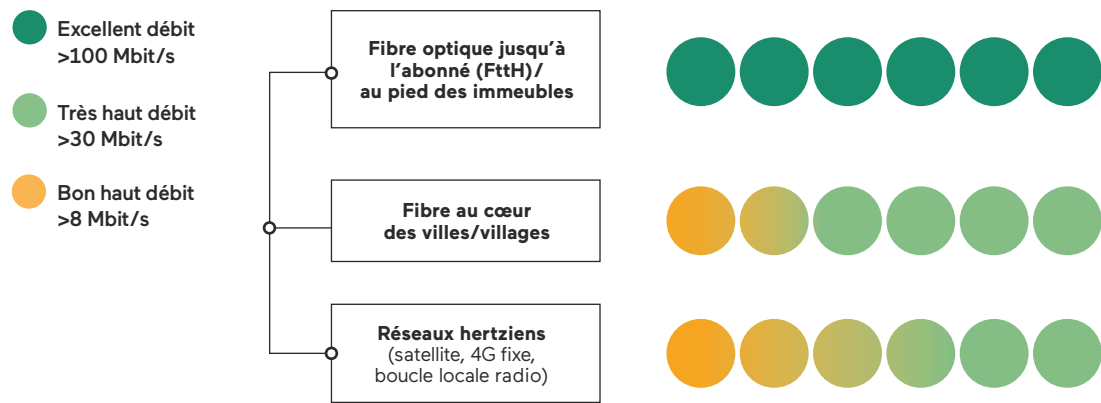 Excellent débit
>100 Mbit/s
Très haut débit
>30 Mbit/s
Bon haut débit
>8 Mbit/s
Fibre optique jusqu'à
l'abonné (FttH)/
au pied des immeubles
Fibre au cœur
des villes/villages
Réseaux hertziens
(satellite, 4G fixe,
boucle locale radio)